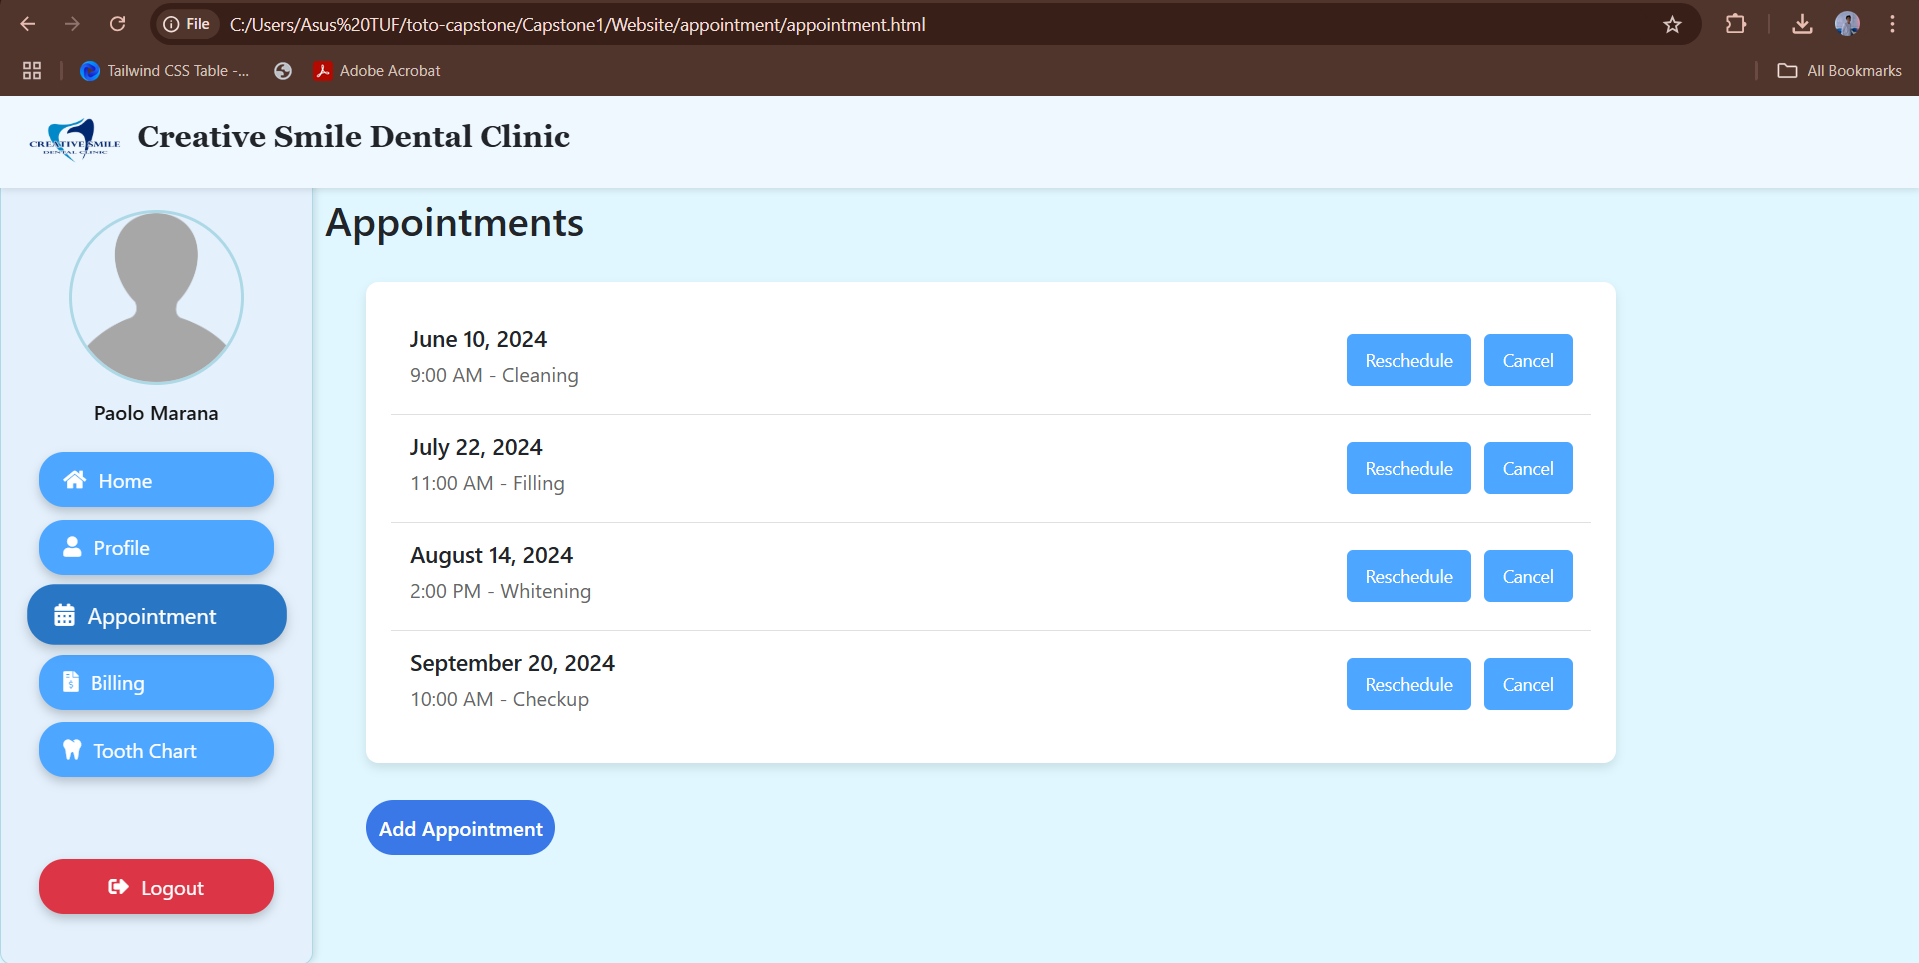 File
C:/Users/Asus%20TUF/toto-capstone/Capstone1/Website/appointment/appointment.html
Tailwind CSS Table -...
Adobe Acrobat
All Bookmarks
CREATIVE SMILE
DENTAL CLINIC
Creative Smile Dental Clinic
Paolo Marana
Home
Profile
Appointment
Billing
Tooth Chart
Logout
Appointments
June 10, 2024
9:00 AM - Cleaning
Reschedule Cancel
July 22, 2024
11:00 AM - Filling
Reschedule Cancel
August 14, 2024
2:00 PM - Whitening
Reschedule Cancel
September 20, 2024
10:00 AM - Checkup
Reschedule Cancel
Add Appointment